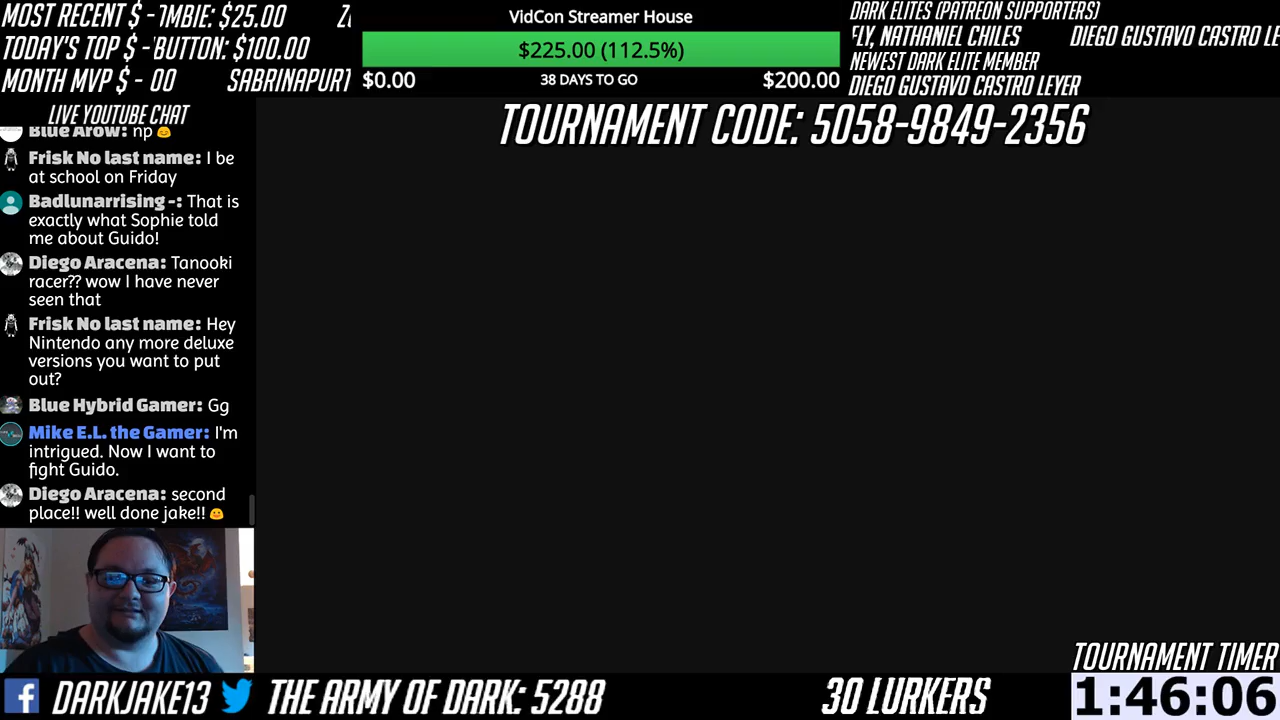 MOST RECENT $ - OMBIE: $25.00
TODAY'S TOP $ - 'BUTTON: $100.00
MONTH MVP $ - 00 SABRINAPURT
VidCon Streamer House
$225.00 (112.5%)
$0.00 38 DAYS TO GO $200.00
DARK ELITES (PATREON SUPPORTERS)
FLY, NATHANIEL CHILES DIEGO GUSTAVO CASTRO LE
NEWEST DARK ELITE MEMBER
DIEGO GUSTAVO CASTRO LEYER
LIVE YOUTUBE CHAT
TOURNAMENT CODE: 5058-9849-2356
Blue Arow: np
Frisk No last name: I be
at school on Friday
Badlunarrising -: That is
exactly what Sophie told
me about Guido!
Diego Aracena: Tanooki
racer?? wow I have never
seen that
Frisk No last name: Hey
Nintendo any more deluxe
versions you want to put
out?
Blue Hybrid Gamer: Gg
Mike E.L. the Gamer: I'm
intrigued. Now I want to
fight Guido.
Diego Aracena: second
place!! well done jake!!
TOURNAMENT TIMER
1:46:06
DARKJAKE13 THE ARMY OF DARK: 5288 30 LURKERS